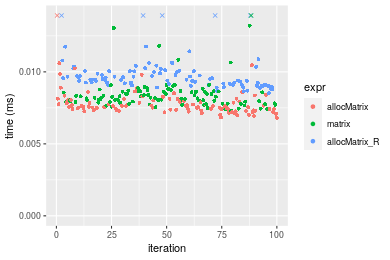 0.010
0.005
0.000
time (ms)
0
25
50
75
100
iteration
expr
allocMatrix
matrix
allocMatrix_R